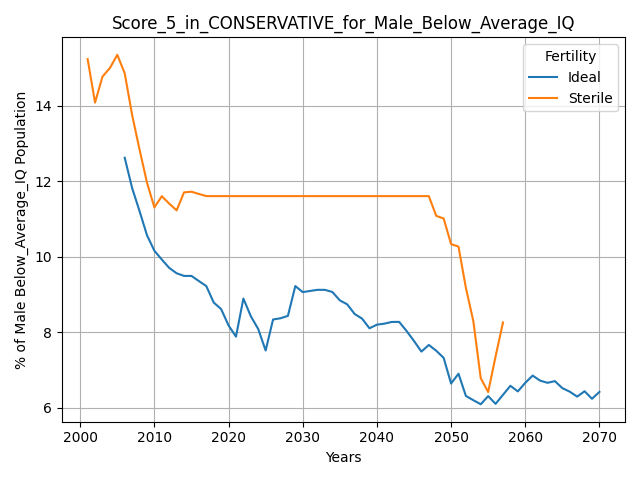 Score_5_in_CONSERVATIVE_for_Male_Below_Average_IQ
Fertility
Ideal
Sterile
% of Male Below_Average_IQ Population
14
12
10
8
6
2000 2010 2020 2030 2040 2050 2060 2070
Years